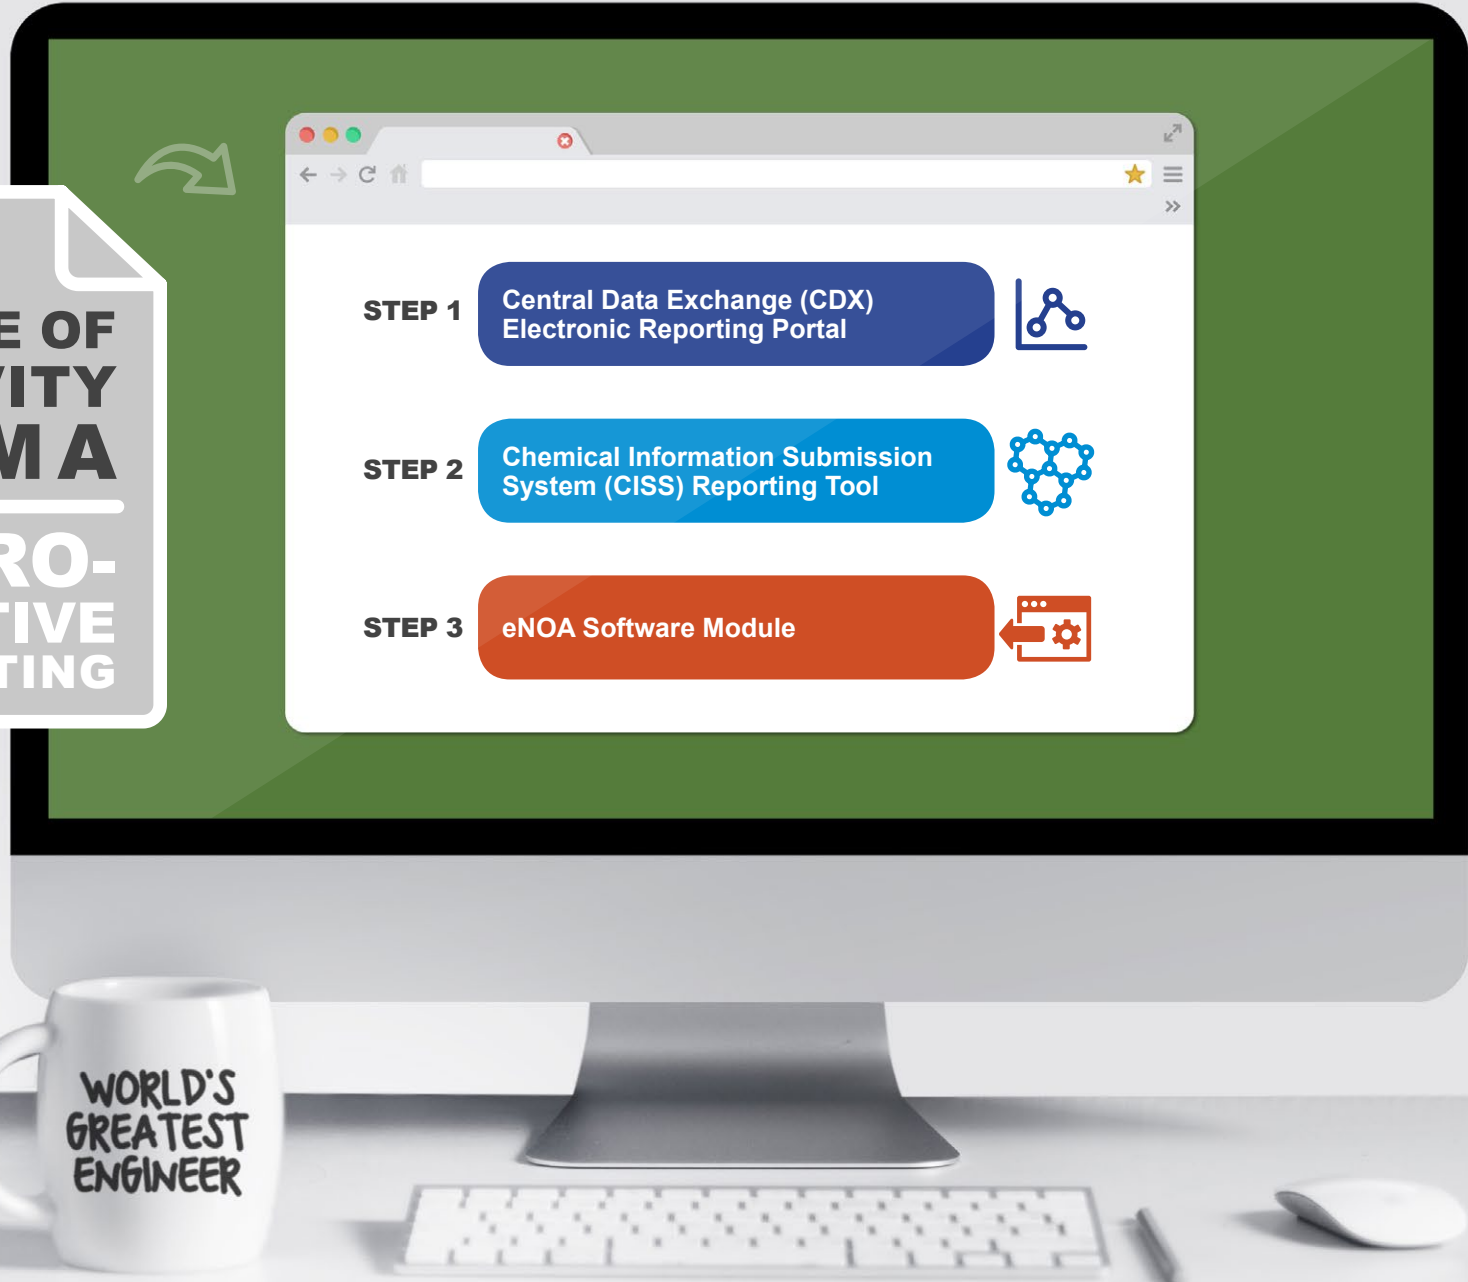 E OF
VITY
M A
RO-
TIVE
TING
STEP 1
Central Data Exchange (CDX)
Electronic Reporting Portal
STEP 2
Chemical Information Submission
System (CISS) Reporting Tool
STEP 3
eNOA Software Module
WORLD'S
GREATEST
ENGINEER